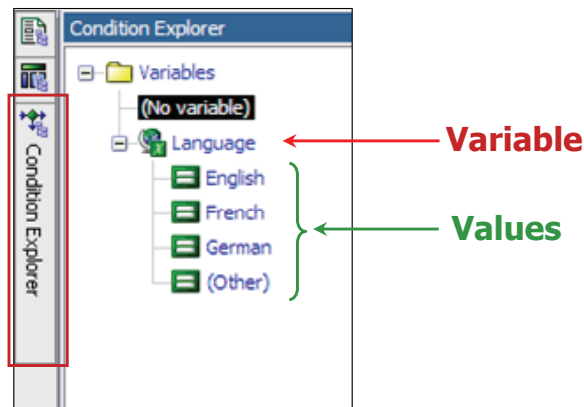 Condition Explorer
Variables
(No variable)
Language
English
French
German
(Other)
Condition Explorer
Variable
Values